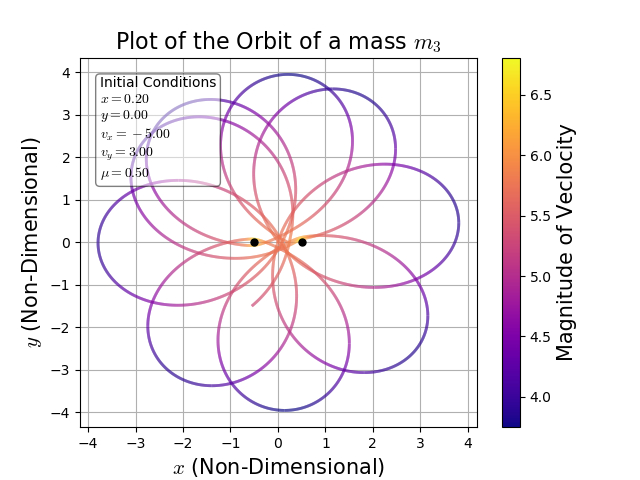 Plot of the Orbit of a mass m₃
Initial Conditions
x = 0.20
y = 0.00
vₓ = −5.00
v_y = 3.00
μ = 0.50
4
3
2
1
0
−1
−2
−3
−4
y (Non-Dimensional)
−4 −3 −2 −1 0 1 2 3 4
x (Non-Dimensional)
6.5
6.0
5.5
5.0
4.5
4.0
Magnitude of Veclocity